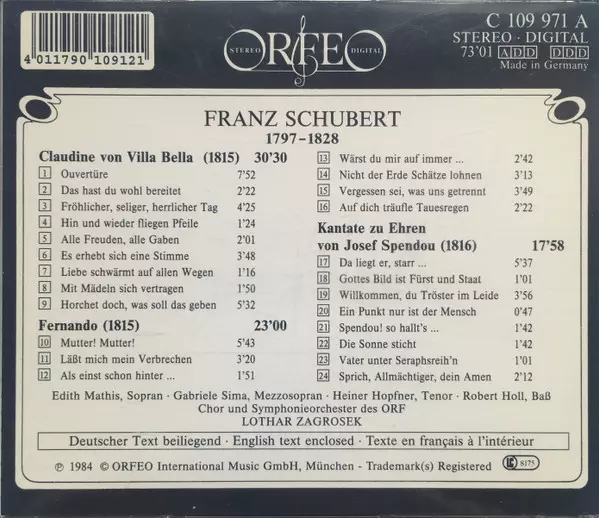 4 011790 109121
STEREO ORFEO DIGITAL
C 109 971 A
STEREO · DIGITAL
73'01 ADD DDD
Made in Germany
FRANZ SCHUBERT
1797–1828
Claudine von Villa Bella (1815) 30'30
1 Ouvertüre 7'52
2 Das hast du wohl bereitet 2'22
3 Fröhlicher, seliger, herrlicher Tag 4'25
4 Hin und wieder fliegen Pfeile 1'24
5 Alle Freuden, alle Gaben 2'01
6 Es erhebt sich eine Stimme 3'48
7 Liebe schwärmt auf allen Wegen 1'16
8 Mit Mädeln sich vertragen 1'50
9 Horchet doch, was soll das geben 5'32
Fernando (1815) 23'00
10 Mutter! Mutter! 5'43
11 Läßt mich mein Verbrechen 3'20
12 Als einst schon hinter ... 1'51
13 Wärst du mir auf immer ... 2'42
14 Nicht der Erde Schätze lohnen 3'13
15 Vergessen sei, was uns getrennt 3'49
16 Auf dich träufle Tauesregen 2'22
Kantate zu Ehren
von Josef Spendou (1816) 17'58
17 Da liegt er, starr ... 5'37
18 Gottes Bild ist Fürst und Staat 1'01
19 Willkommen, du Tröster im Leide 3'56
20 Ein Punkt nur ist der Mensch 0'47
21 Spendou! so hallt's ... 1'42
22 Die Sonne sticht 1'42
23 Vater unter Seraphsreih'n 1'01
24 Sprich, Allmächtiger, dein Amen 2'12
Edith Mathis, Sopran · Gabriele Sima, Mezzosopran · Heiner Hopfner, Tenor · Robert Holl, Baß
Chor und Symphonieorchester des ORF
LOTHAR ZAGROSEK
Deutscher Text beiliegend · English text enclosed · Texte en français à l'intérieur
℗ 1984 © ORFEO International Music GmbH, München - Trademark(s) Registered LC 8175